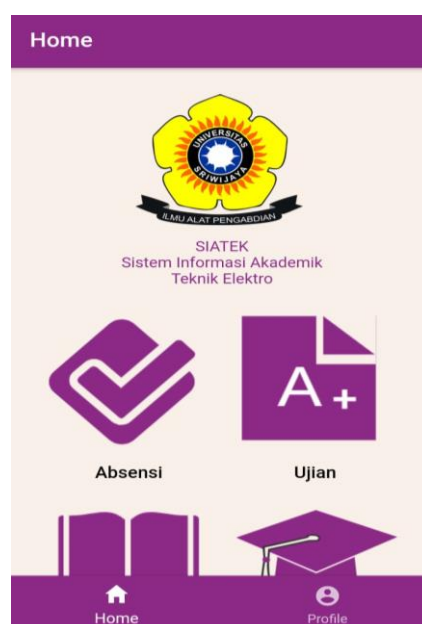 Home
UNIVERSITAS
SRIWIJAYA
ILMU ALAT PENGABDIAN
SIATEK
Sistem Informasi Akademik
Teknik Elektro
A+
Absensi
Ujian
Home
Profile